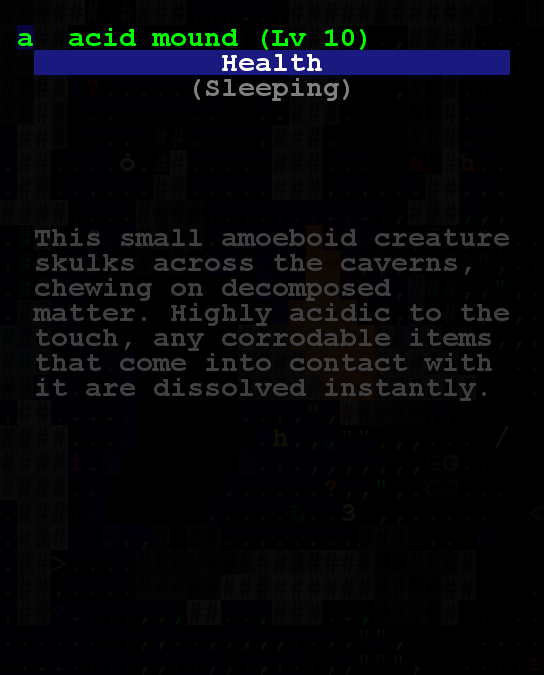 a  acid mound (Lv 10)
Health
(Sleeping)
This small amoeboid creature
skulks across the caverns,
chewing on decomposed
matter. Highly acidic to the
touch, any corrodable items
that come into contact with
it are dissolved instantly.